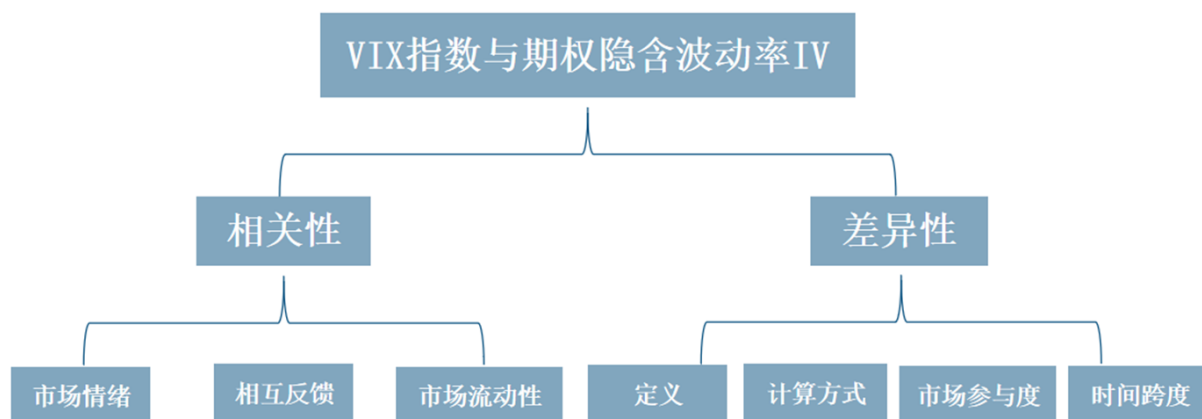 VIX指数与期权隐含波动率IV
相关性
差异性
市场情绪
相互反馈
市场流动性
定义
计算方式
市场参与度
时间跨度